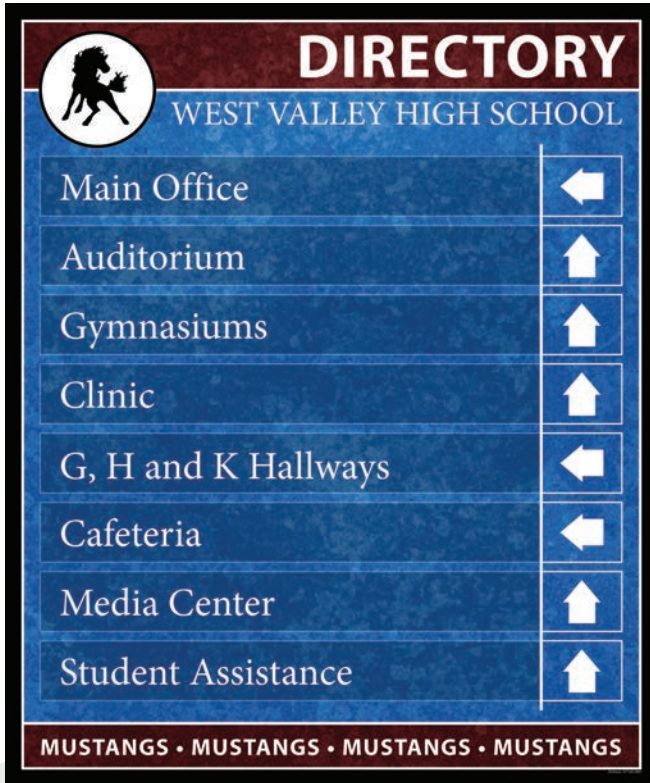 DIRECTORY
WEST VALLEY HIGH SCHOOL
Main Office
Auditorium
Gymnasiums
Clinic
G, H and K Hallways
Cafeteria
Media Center
Student Assistance
MUSTANGS • MUSTANGS • MUSTANGS • MUSTANGS